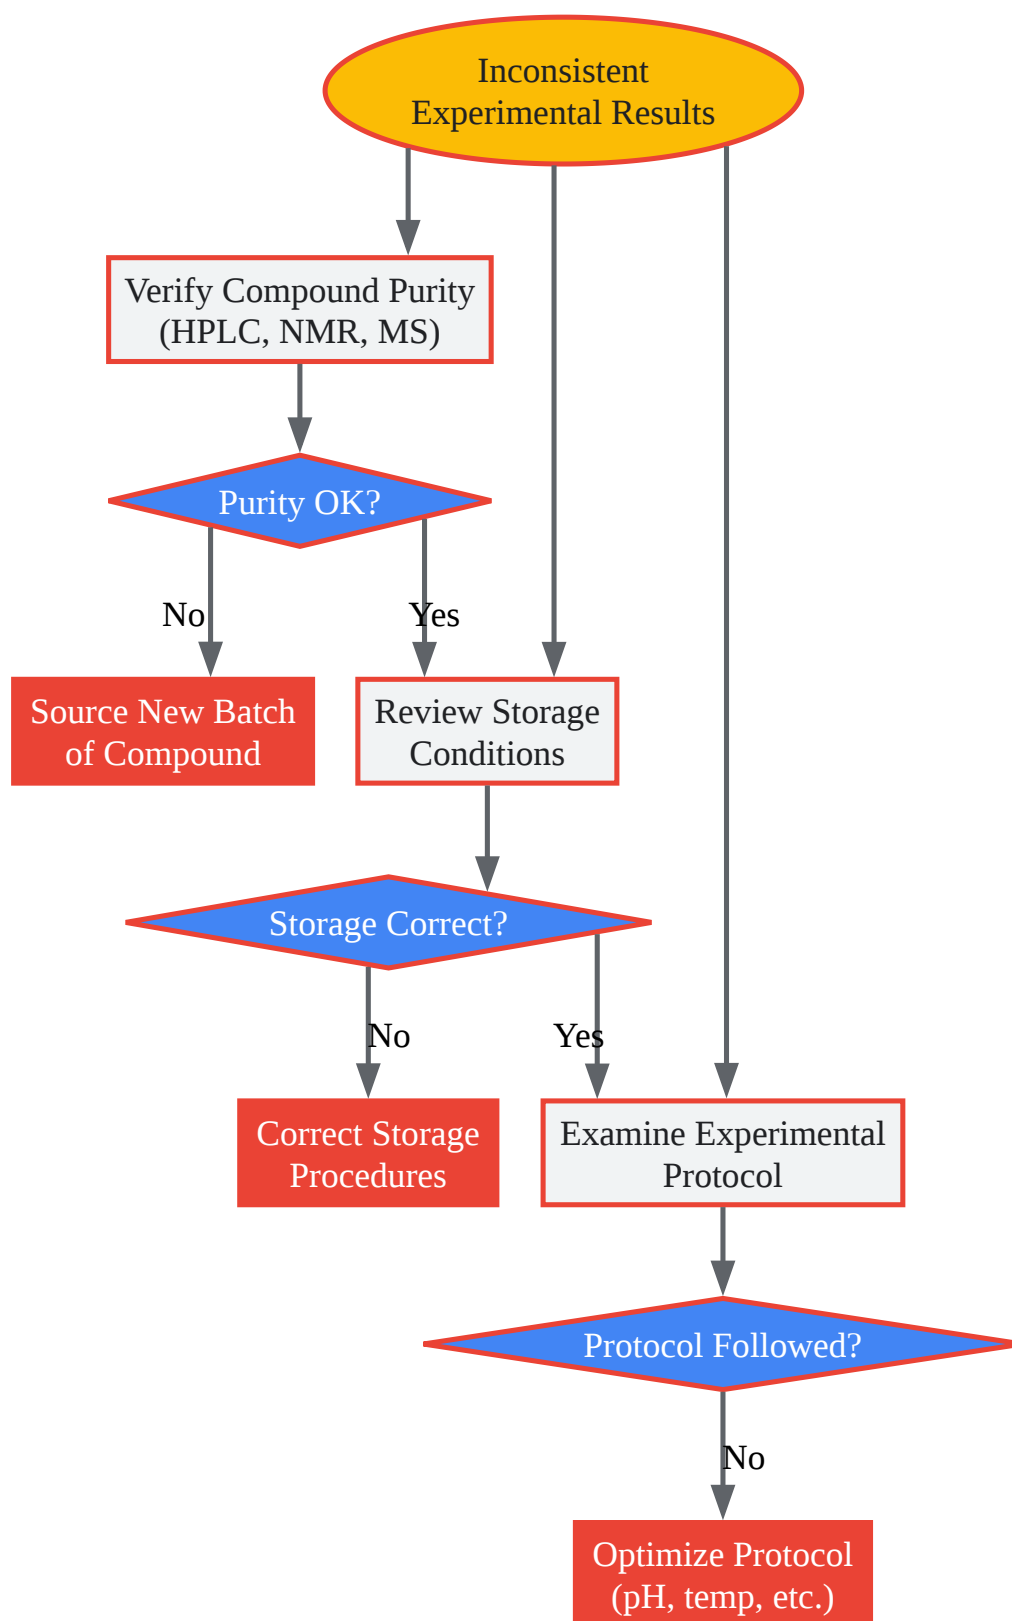 Inconsistent
Experimental Results
Verify Compound Purity
(HPLC, NMR, MS)
Purity OK?
No
Yes
Source New Batch
of Compound
Review Storage
Conditions
Storage Correct?
No
Yes
Correct Storage
Procedures
Examine Experimental
Protocol
Protocol Followed?
No
Optimize Protocol
(pH, temp, etc.)